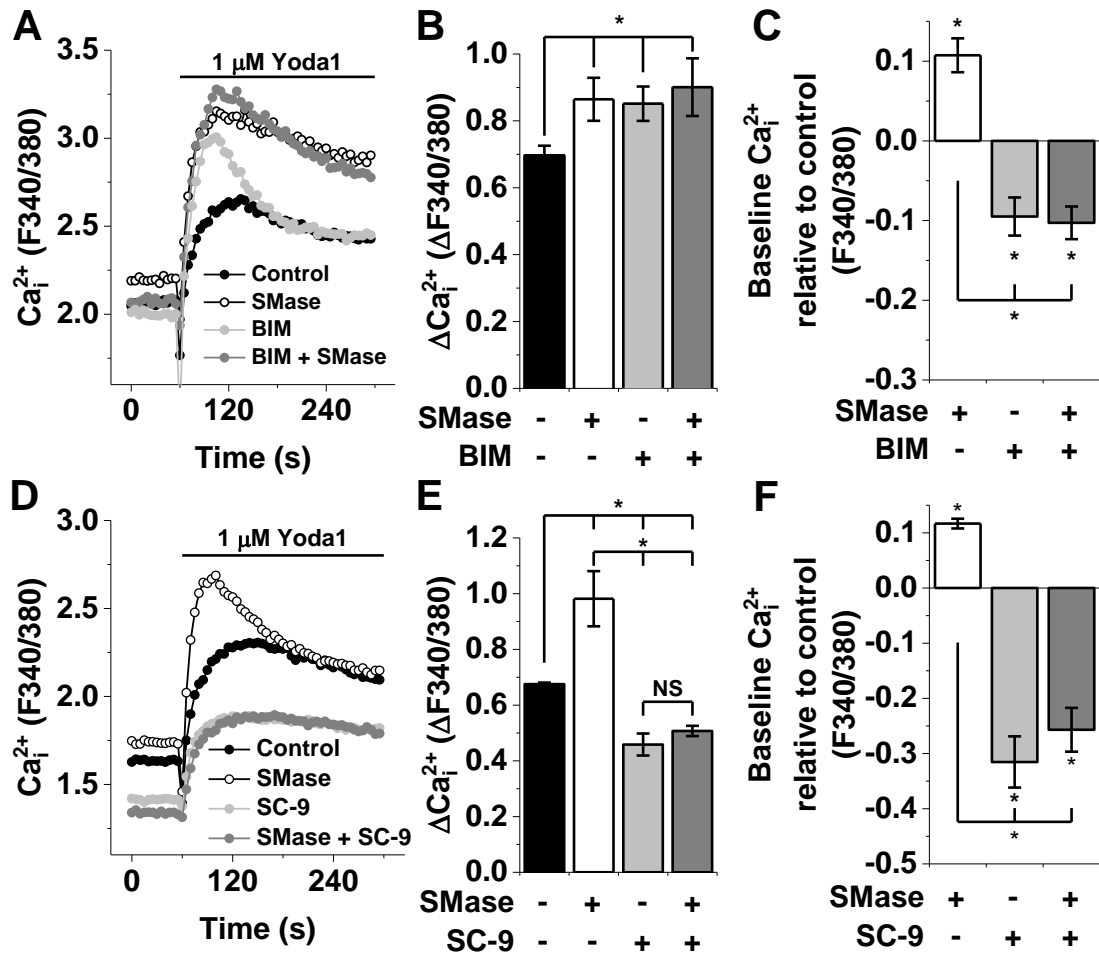 A
1 μM Yoda1
3.5
3.0
2.5
2.0
Ca²⁺ᵢ (F340/380)
Control
SMase
BIM
BIM + SMase
0 120 240
Time (s)
B
*
1.0
0.8
0.6
0.4
0.2
0.0
ΔCa²⁺ᵢ (ΔF340/380)
SMase - + - +
BIM - - + +
C
*
0.1
0.0
-0.1
-0.2
-0.3
Baseline Ca²⁺ᵢ
relative to control
(F340/380)
* *
*
SMase + - +
BIM - + +
D
1 μM Yoda1
3.0
2.5
2.0
1.5
Ca²⁺ᵢ (F340/380)
Control
SMase
SC-9
SMase + SC-9
0 120 240
Time (s)
E
*
*
NS
1.2
1.0
0.8
0.6
0.4
0.2
0.0
ΔCa²⁺ᵢ (ΔF340/380)
SMase - + - +
SC-9 - - + +
F
*
0.1
0.0
-0.1
-0.2
-0.3
-0.4
-0.5
Baseline Ca²⁺ᵢ
relative to control
(F340/380)
* *
*
SMase + - +
SC-9 - + +